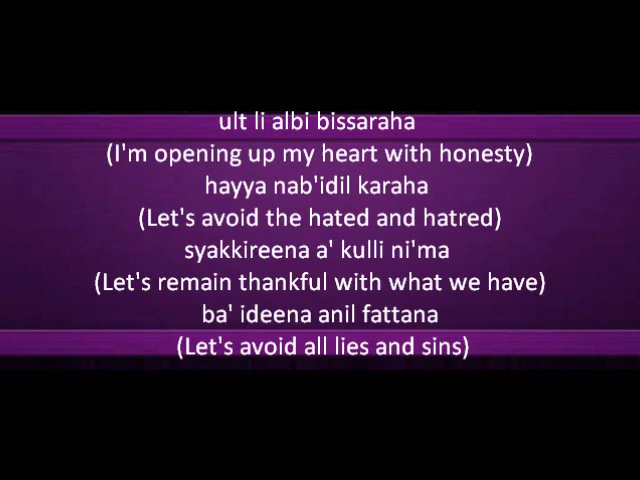 ult li albi bissaraha
(I'm opening up my heart with honesty)
hayya nab'idil karaha
(Let's avoid the hated and hatred)
syakkireena a' kulli ni'ma
(Let's remain thankful with what we have)
ba' ideena anil fattana
(Let's avoid all lies and sins)